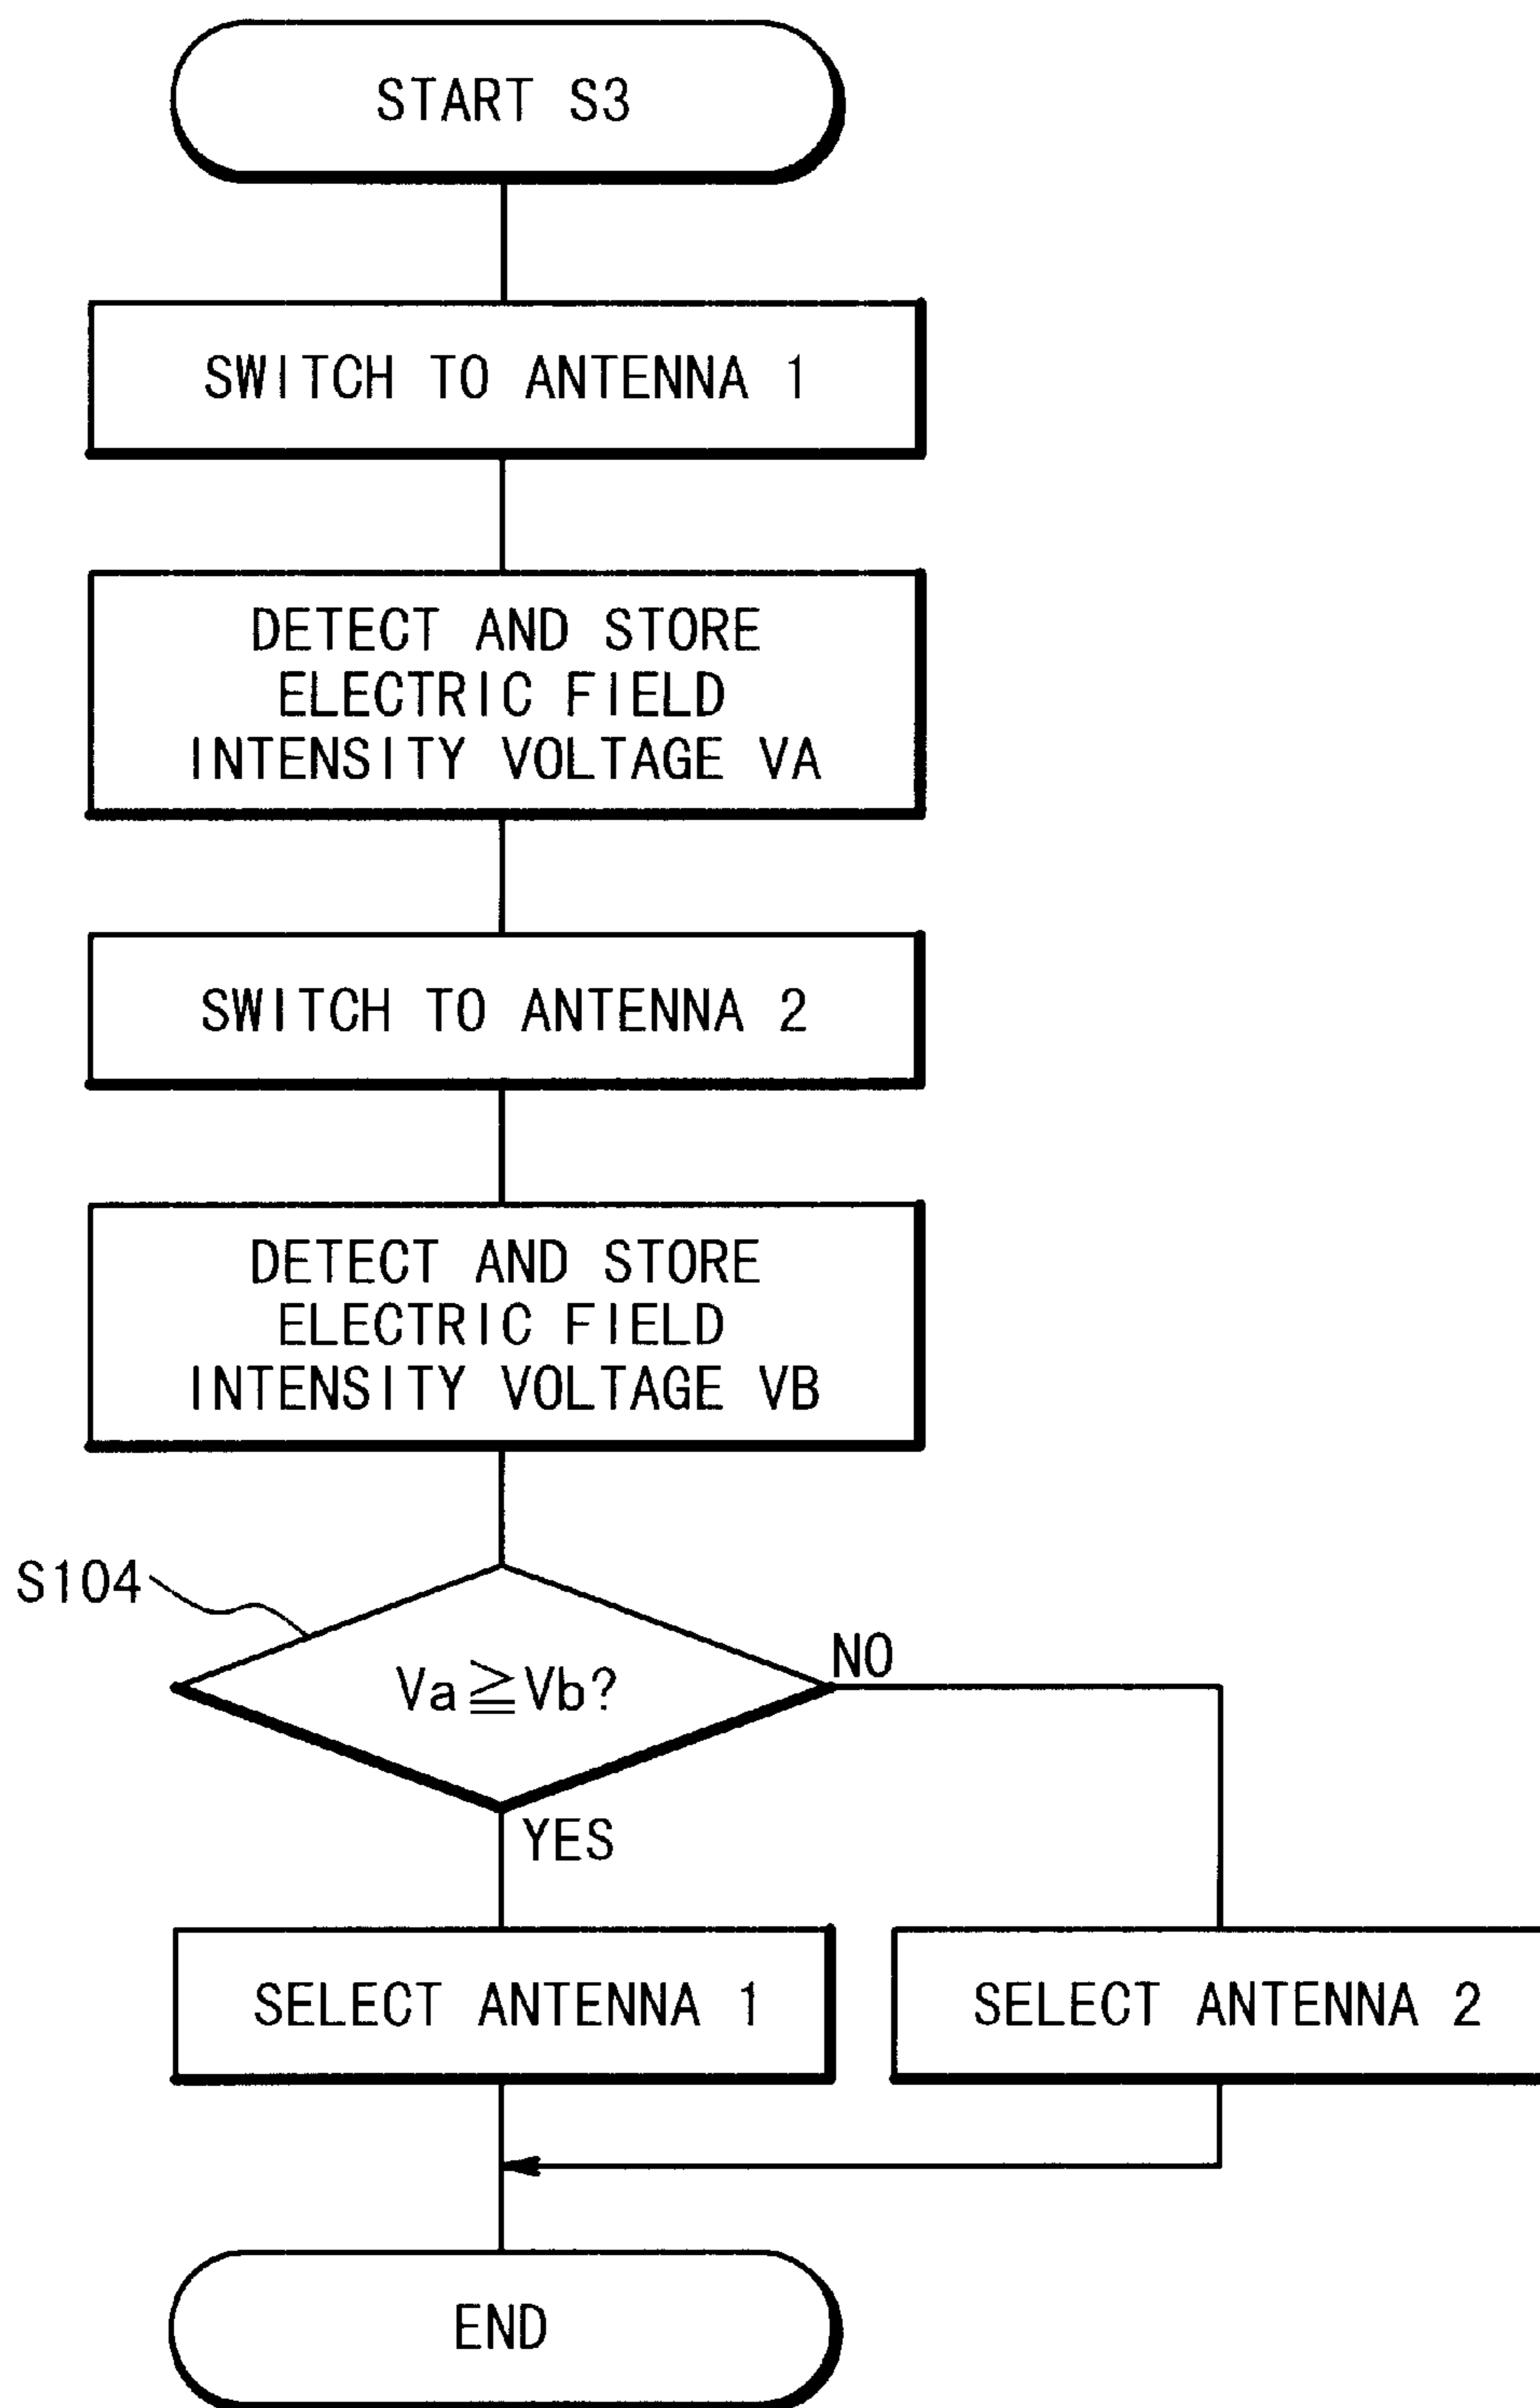 START S3
SWITCH TO ANTENNA 1
DETECT AND STORE
ELECTRIC FIELD
INTENSITY VOLTAGE VA
SWITCH TO ANTENNA 2
DETECT AND STORE
ELECTRIC FIELD
INTENSITY VOLTAGE VB
S104
Va≧Vb?
NO
YES
SELECT ANTENNA 1
SELECT ANTENNA 2
END